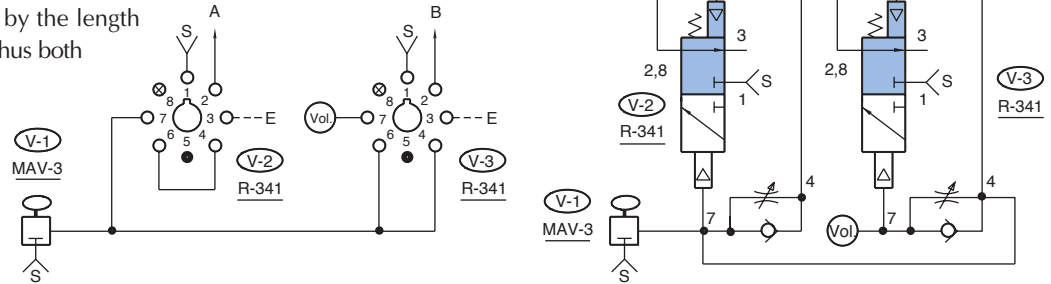 by the length
hus both
A
B
S
S
1
2
3
4
5
6
7
8
E
V-1
MAV-3
V-2
R-341
S
Vol.
1
2
3
4
5
6
7
8
E
V-3
R-341
3
2,8
S
1
V-2
R-341
3
2,8
S
1
V-3
R-341
V-1
MAV-3
S
7
4
Vol.
7
4